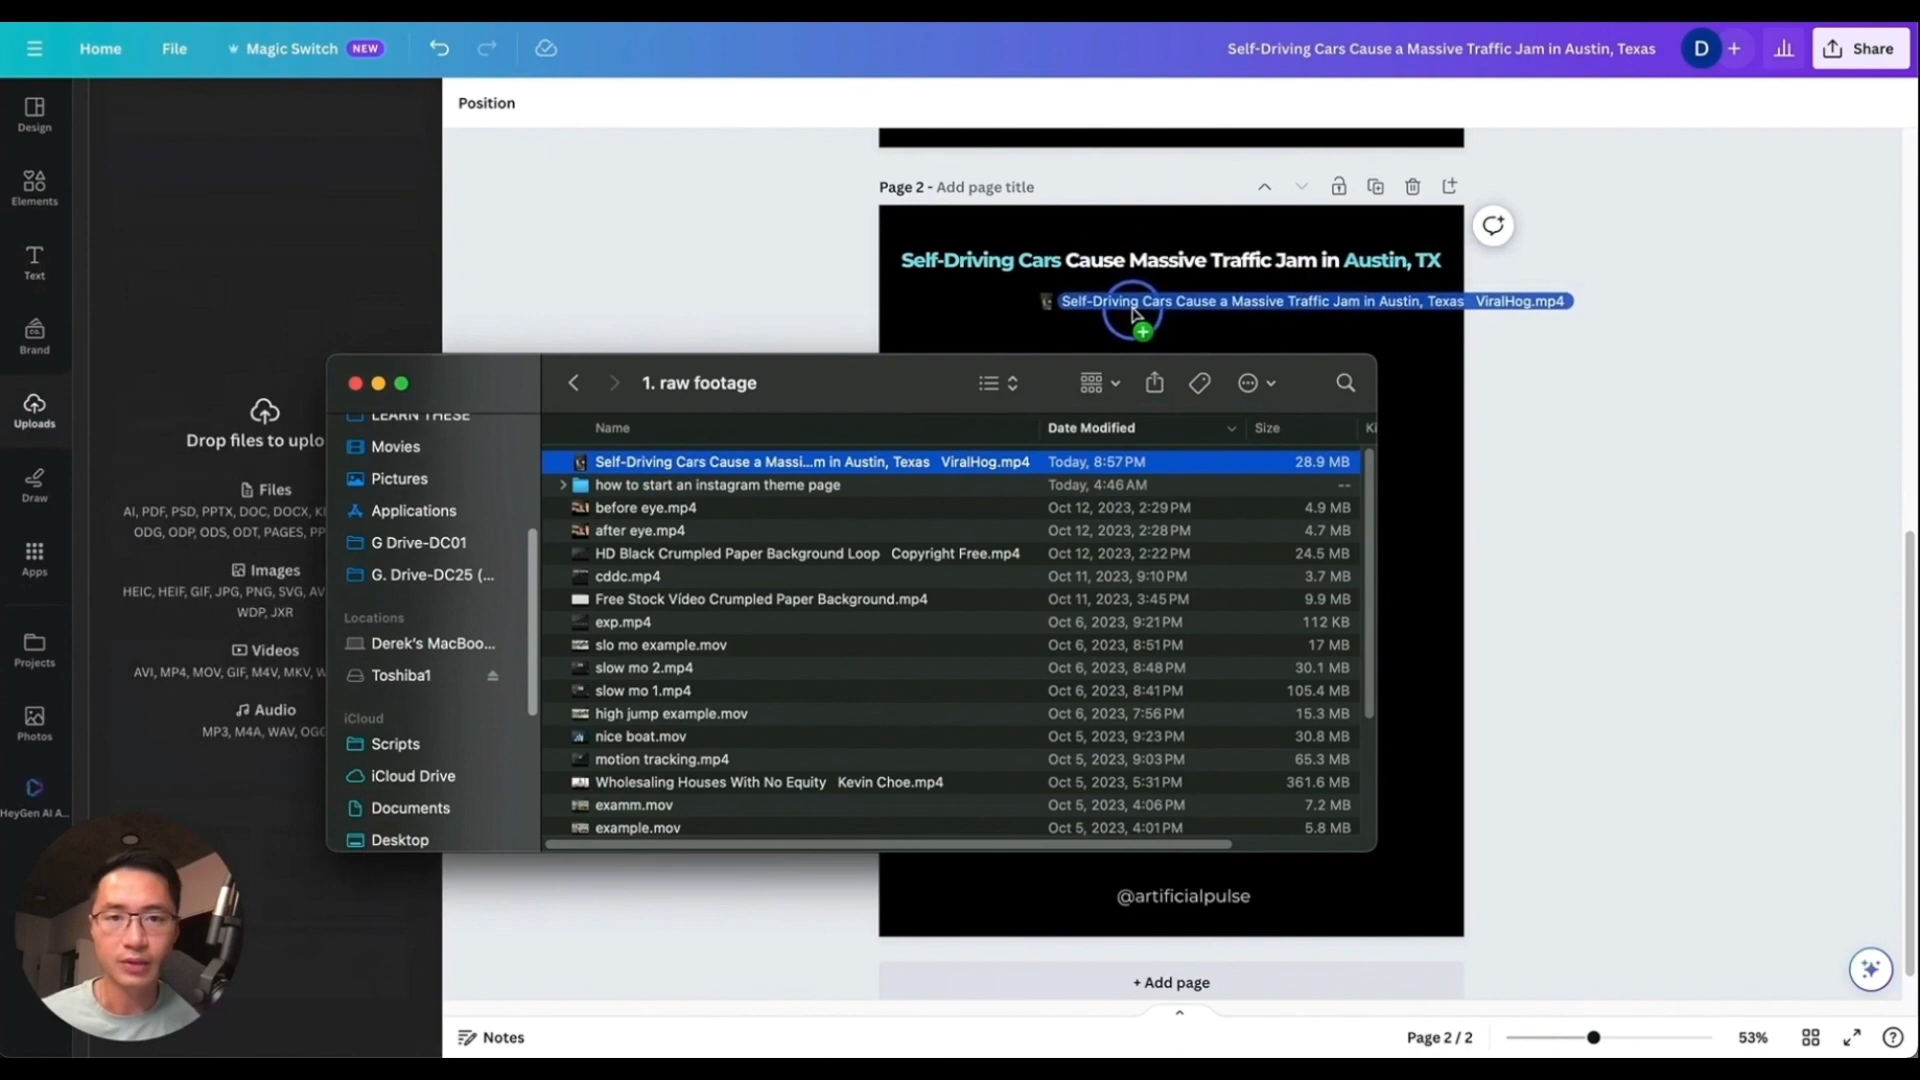 Home File Magic Switch NEW
Self-Driving Cars Cause a Massive Traffic Jam in Austin, Texas D + Share
Design
Elements
Text
Brand
Uploads
Draw
Apps
Projects
Photos
HeyGen AI A...
Drop files to uplo
Files
AI, PDF, PSD, PPTX, DOC, DOCX, K
ODG, ODP, ODS, ODT, PAGES, PP
Images
HEIC, HEIF, GIF, JPG, PNG, SVG, AV
WDP, JXR
Videos
AVI, MP4, MOV, GIF, M4V, MKV, W
Audio
MP3, M4A, WAV, OGG
Position
Page 2 - Add page title
Self-Driving Cars Cause Massive Traffic Jam in Austin, TX
Self-Driving Cars Cause a Massive Traffic Jam in Austin, Texas ViralHog.mp4
1. raw footage
LEARN THESE
Movies
Pictures
Applications
G Drive-DC01
G. Drive-DC25 (...
Locations
Derek's MacBoo...
Toshiba1
iCloud
Scripts
iCloud Drive
Documents
Desktop
Name Date Modified Size Ki
Self-Driving Cars Cause a Massi...m in Austin, Texas ViralHog.mp4 Today, 8:57 PM 28.9 MB
how to start an instagram theme page Today, 4:46 AM --
before eye.mp4 Oct 12, 2023, 2:29 PM 4.9 MB
after eye.mp4 Oct 12, 2023, 2:28 PM 4.7 MB
HD Black Crumpled Paper Background Loop Copyright Free.mp4 Oct 12, 2023, 2:22 PM 24.5 MB
cddc.mp4 Oct 11, 2023, 9:10 PM 3.7 MB
Free Stock Vídeo Crumpled Paper Background.mp4 Oct 11, 2023, 3:45 PM 9.9 MB
exp.mp4 Oct 6, 2023, 9:21 PM 112 KB
slo mo example.mov Oct 6, 2023, 8:51 PM 17 MB
slow mo 2.mp4 Oct 6, 2023, 8:48 PM 30.1 MB
slow mo 1.mp4 Oct 6, 2023, 8:41 PM 105.4 MB
high jump example.mov Oct 6, 2023, 7:56 PM 15.3 MB
nice boat.mov Oct 5, 2023, 9:23 PM 30.8 MB
motion tracking.mp4 Oct 5, 2023, 9:03 PM 65.3 MB
Wholesaling Houses With No Equity Kevin Choe.mp4 Oct 5, 2023, 5:31 PM 361.6 MB
examm.mov Oct 5, 2023, 4:06 PM 7.2 MB
example.mov Oct 5, 2023, 4:01 PM 5.8 MB
@artificialpulse
+ Add page
Notes Page 2 / 2 53%